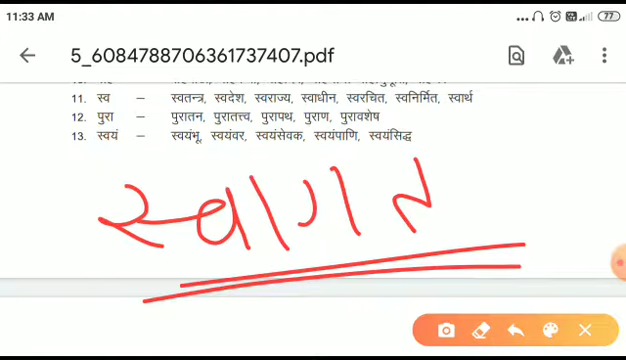 11:33 AM
77
5_6084788706361737407.pdf
11. स्व – स्वतन्त्र, स्वदेश, स्वराज्य, स्वाधीन, स्वरचित, स्वनिर्मित, स्वार्थ
12. पुरा – पुरातन, पुरातत्त्व, पुरापथ, पुराण, पुरावशेष
13. स्वयं – स्वयंभू, स्वयंवर, स्वयंसेवक, स्वयंपाणि, स्वयंसिद्ध
स्वागत